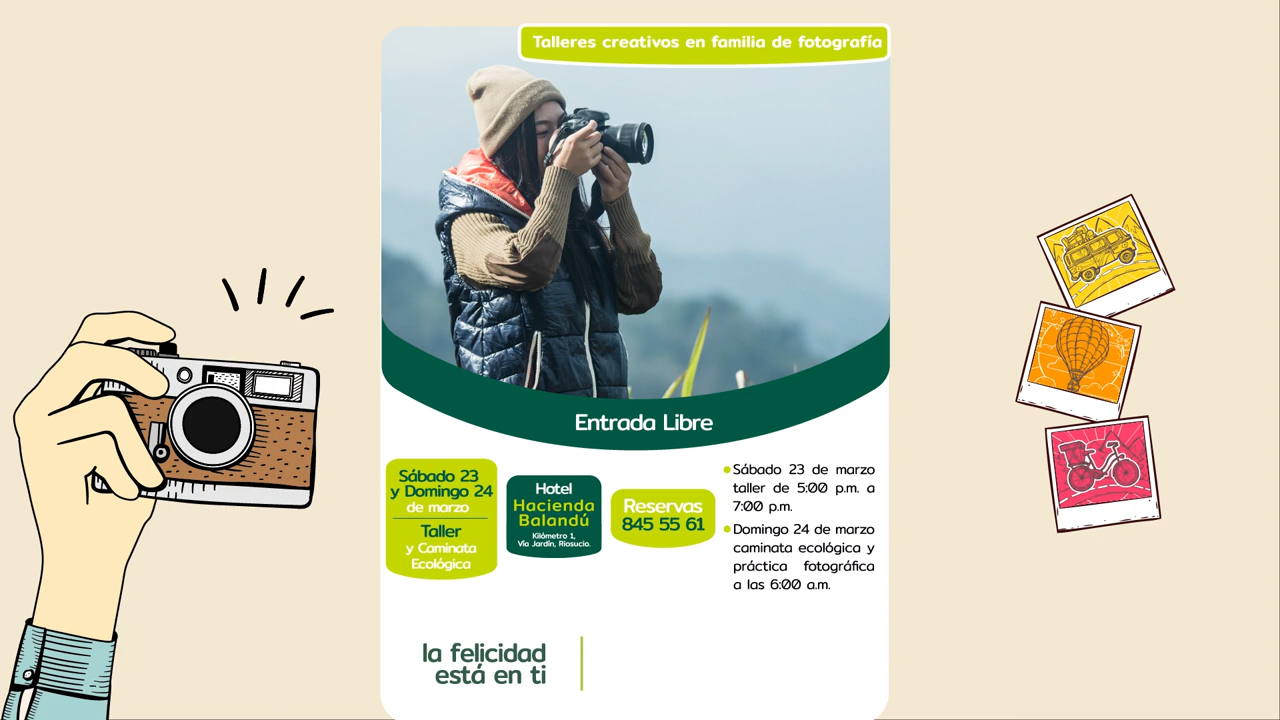 Talleres creativos en familia de fotografía
Entrada Libre
Sábado 23
y Domingo 24
de marzo
Taller
y Caminata
Ecológica
Hotel
Hacienda
Balandú
Kilómetro 1,
Vía Jardín, Riosucio.
Reservas
845 55 61
Sábado 23 de marzo
taller de 5:00 p.m. a
7:00 p.m.
Domingo 24 de marzo
caminata ecológica y
práctica fotográfica
a las 6:00 a.m.
la felicidad
está en ti